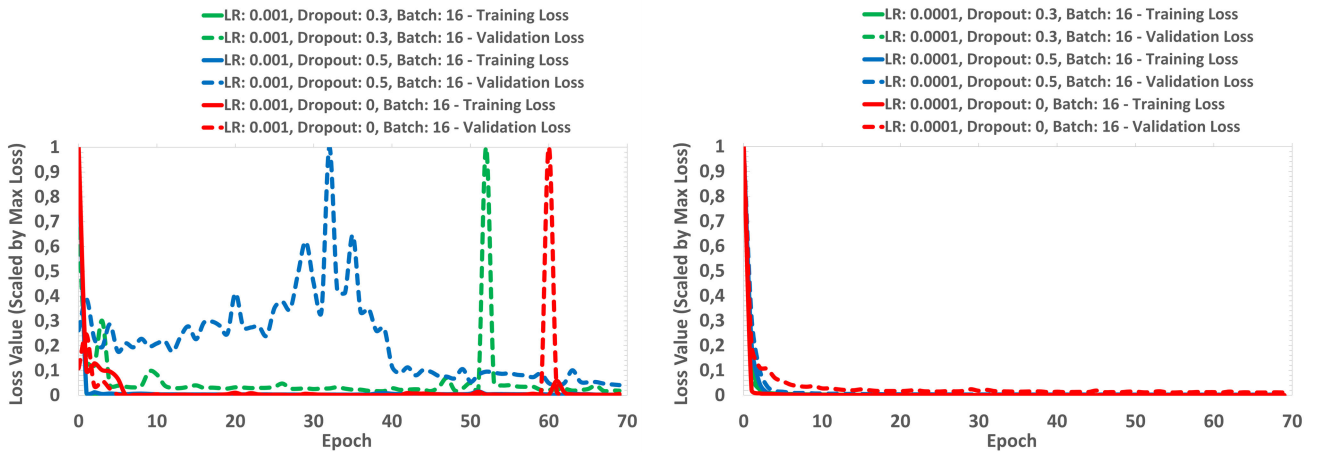 LR: 0.001, Dropout: 0.3, Batch: 16 - Training Loss
LR: 0.001, Dropout: 0.3, Batch: 16 - Validation Loss
LR: 0.001, Dropout: 0.5, Batch: 16 - Training Loss
LR: 0.001, Dropout: 0.5, Batch: 16 - Validation Loss
LR: 0.001, Dropout: 0, Batch: 16 - Training Loss
LR: 0.001, Dropout: 0, Batch: 16 - Validation Loss
Loss Value (Scaled by Max Loss)
1
0,9
0,8
0,7
0,6
0,5
0,4
0,3
0,2
0,1
0
0 10 20 30 40 50 60 70
Epoch
LR: 0.0001, Dropout: 0.3, Batch: 16 - Training Loss
LR: 0.0001, Dropout: 0.3, Batch: 16 - Validation Loss
LR: 0.0001, Dropout: 0.5, Batch: 16 - Training Loss
LR: 0.0001, Dropout: 0.5, Batch: 16 - Validation Loss
LR: 0.0001, Dropout: 0, Batch: 16 - Training Loss
LR: 0.0001, Dropout: 0, Batch: 16 - Validation Loss
Loss Value (Scaled by Max Loss)
1
0,9
0,8
0,7
0,6
0,5
0,4
0,3
0,2
0,1
0
0 10 20 30 40 50 60 70
Epoch